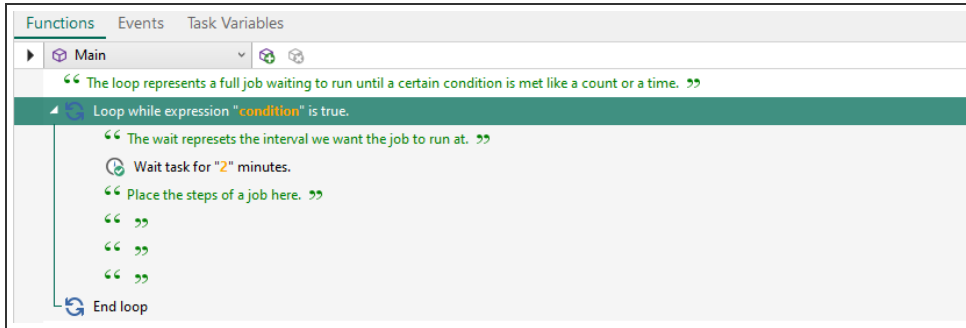 Functions Events Task Variables
Main
“ The loop represents a full job waiting to run until a certain condition is met like a count or a time. ”
Loop while expression "condition" is true.
“ The wait represets the interval we want the job to run at. ”
Wait task for "2" minutes.
“ Place the steps of a job here. ”
“ ”
“ ”
“ ”
End loop